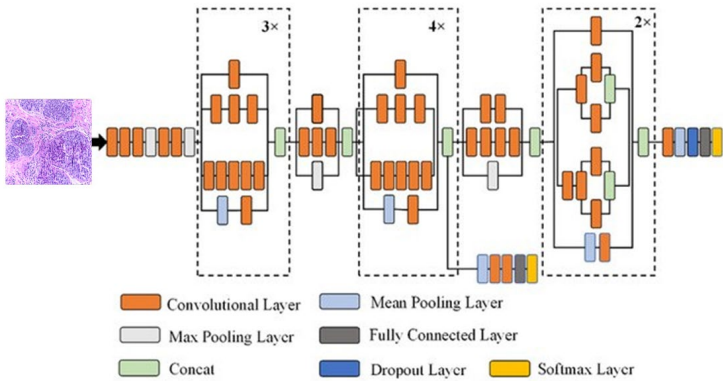 3×
4×
2×
Convolutional Layer
Mean Pooling Layer
Max Pooling Layer
Fully Connected Layer
Concat
Dropout Layer
Softmax Layer